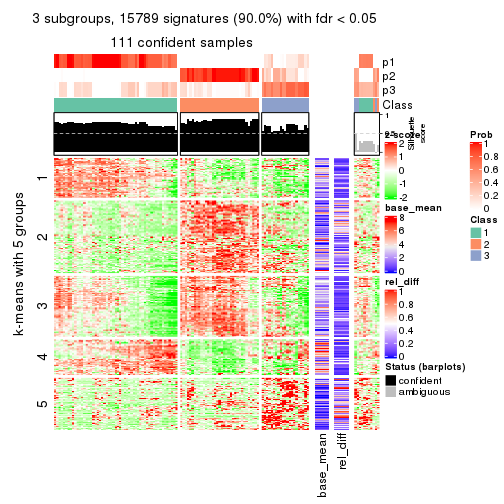 3 subgroups, 15789 signatures (90.0%) with fdr < 0.05
111 confident samples
p1
p2
p3
Class
1
0
Silhouette
score
k-means with 5 groups
1
2
3
4
5
base_mean
rel_diff
z-score
2
1
0
-1
-2
base_mean
8
6
4
2
0
rel_diff
1
0.8
0.6
0.4
0.2
0
Status (barplots)
confident
ambiguous
Prob
1
0.8
0.6
0.4
0.2
0
Class
1
2
3